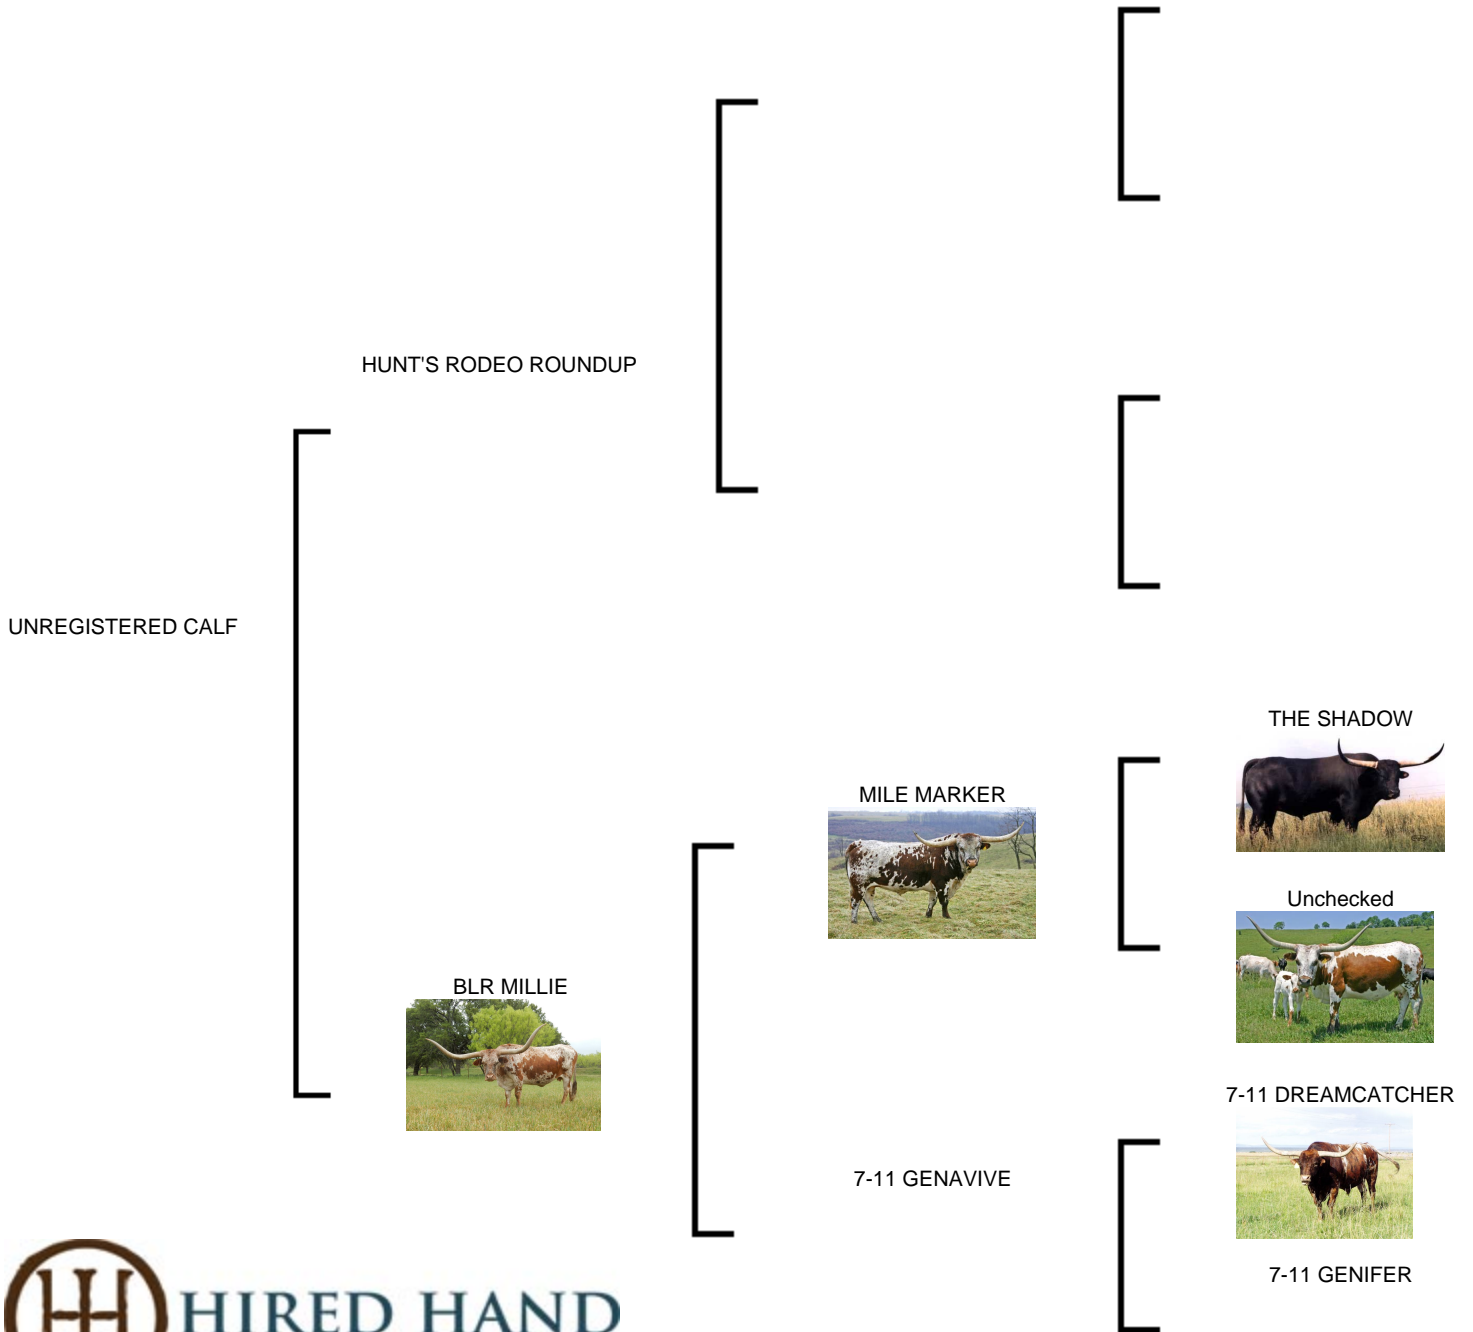 HUNT'S RODEO ROUNDUP
UNREGISTERED CALF
THE SHADOW
MILE MARKER
Unchecked
BLR MILLIE
7-11 DREAMCATCHER
7-11 GENAVIVE
7-11 GENIFER
HIRED HAND